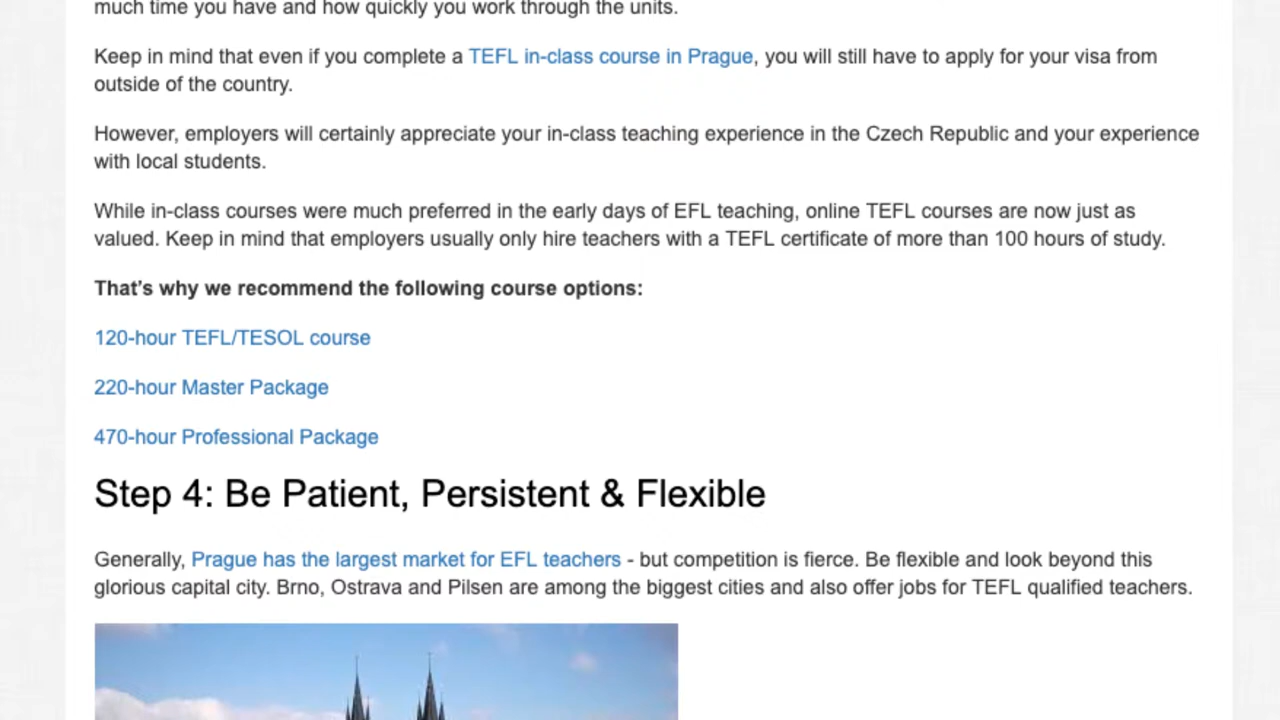 much time you have and how quickly you work through the units.
Keep in mind that even if you complete a TEFL in-class course in Prague, you will still have to apply for your visa from
outside of the country.
However, employers will certainly appreciate your in-class teaching experience in the Czech Republic and your experience
with local students.
While in-class courses were much preferred in the early days of EFL teaching, online TEFL courses are now just as
valued. Keep in mind that employers usually only hire teachers with a TEFL certificate of more than 100 hours of study.
That's why we recommend the following course options:
120-hour TEFL/TESOL course
220-hour Master Package
470-hour Professional Package
Step 4: Be Patient, Persistent & Flexible
Generally, Prague has the largest market for EFL teachers - but competition is fierce. Be flexible and look beyond this
glorious capital city. Brno, Ostrava and Pilsen are among the biggest cities and also offer jobs for TEFL qualified teachers.